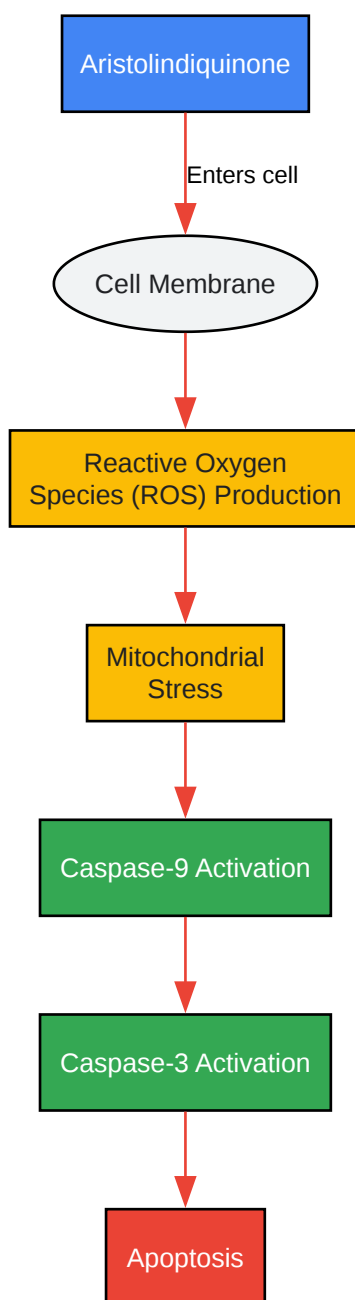 Aristolindiquinone
Enters cell
Cell Membrane
Reactive Oxygen
Species (ROS) Production
Mitochondrial
Stress
Caspase-9 Activation
Caspase-3 Activation
Apoptosis